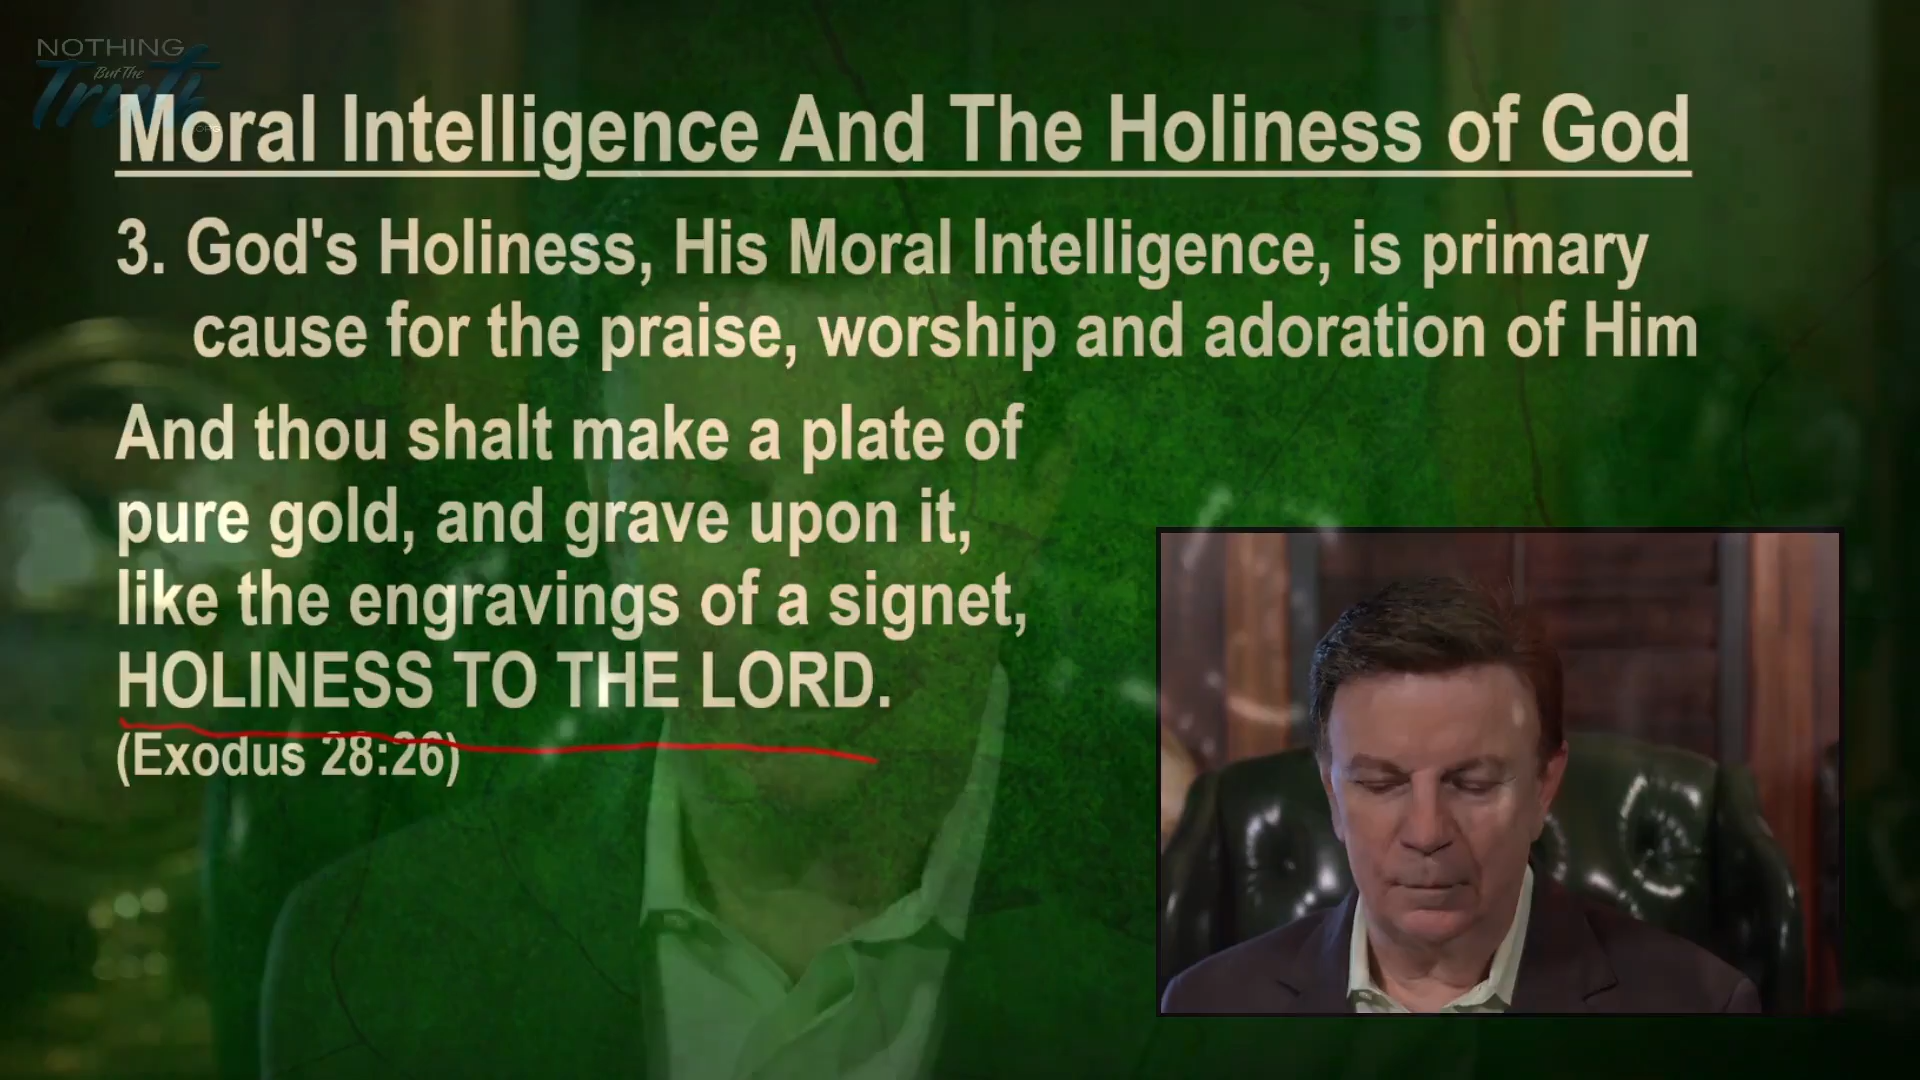 NOTHING
But The
Truth
.ORG
Moral Intelligence And The Holiness of God
3. God's Holiness, His Moral Intelligence, is primary
cause for the praise, worship and adoration of Him
And thou shalt make a plate of
pure gold, and grave upon it,
like the engravings of a signet,
HOLINESS TO THE LORD.
(Exodus 28:26)